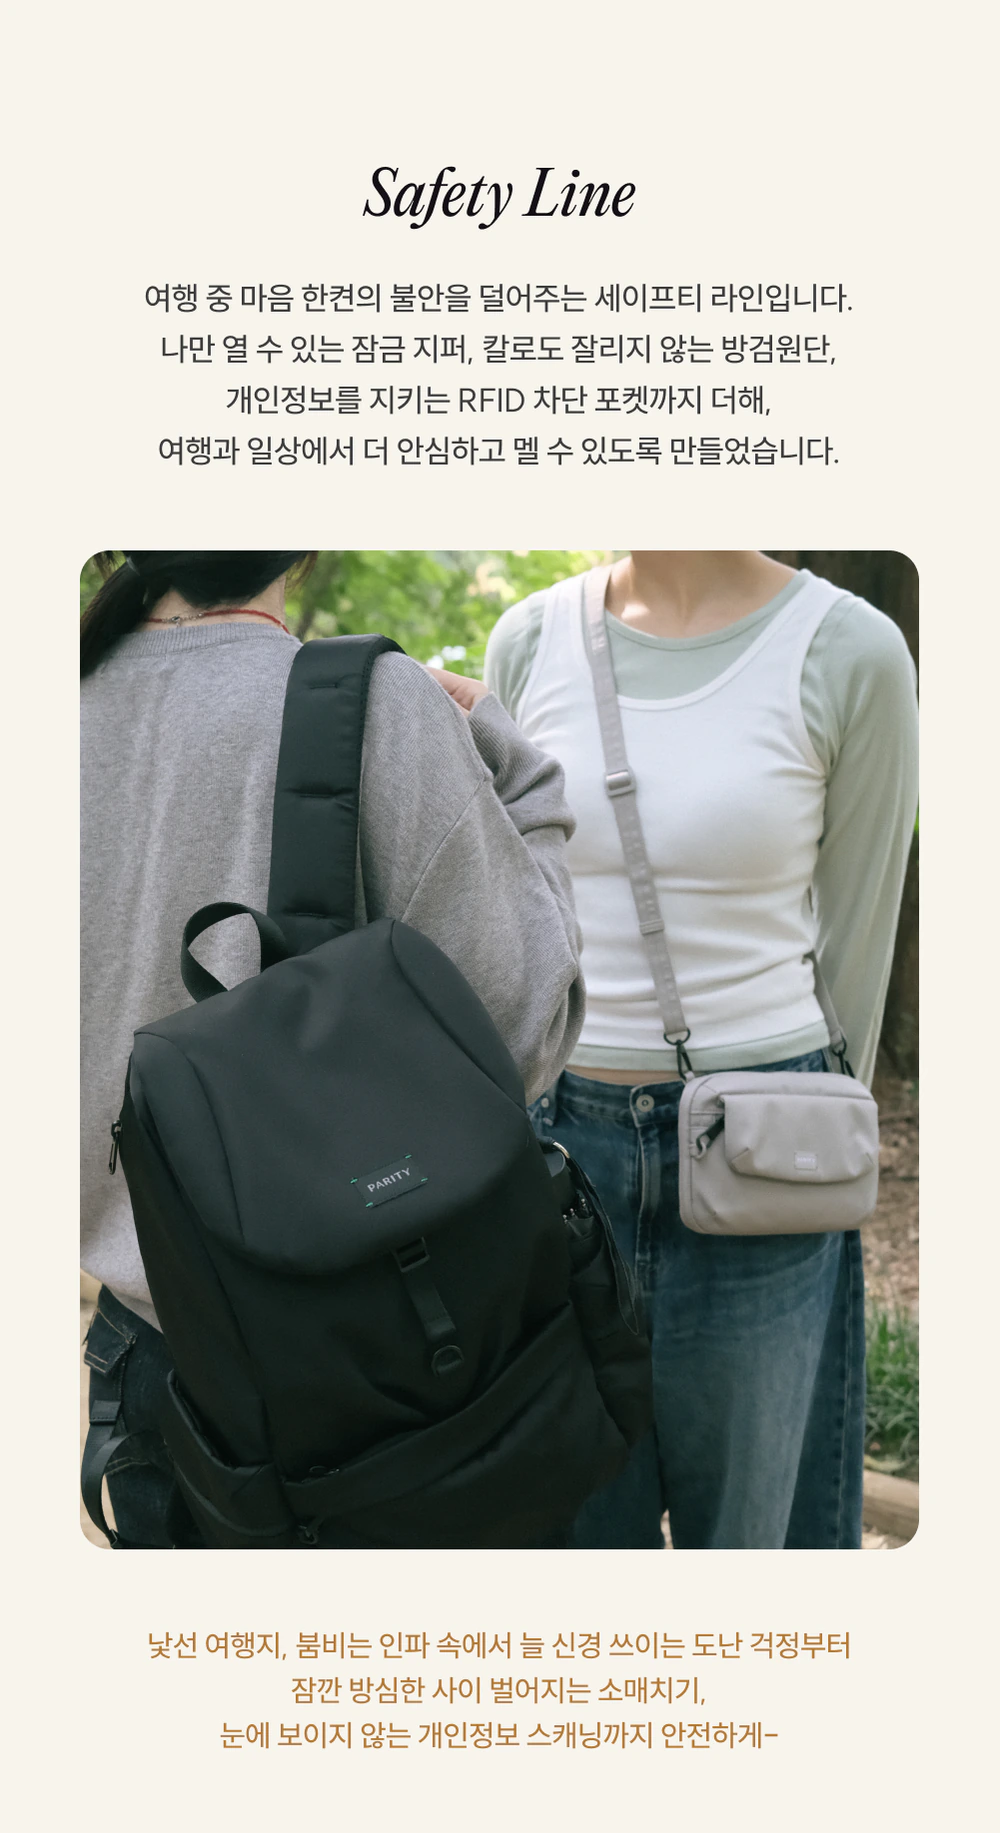 Safety Line
여행 중 마음 한켠의 불안을 덜어주는 세이프티 라인입니다.
나만 열 수 있는 잠금 지퍼, 칼로도 잘리지 않는 방검원단,
개인정보를 지키는 RFID 차단 포켓까지 더해,
여행과 일상에서 더 안심하고 멜 수 있도록 만들었습니다.
PARITY
낯선 여행지, 붐비는 인파 속에서 늘 신경 쓰이는 도난 걱정부터
잠깐 방심한 사이 벌어지는 소매치기,
눈에 보이지 않는 개인정보 스캐닝까지 안전하게–